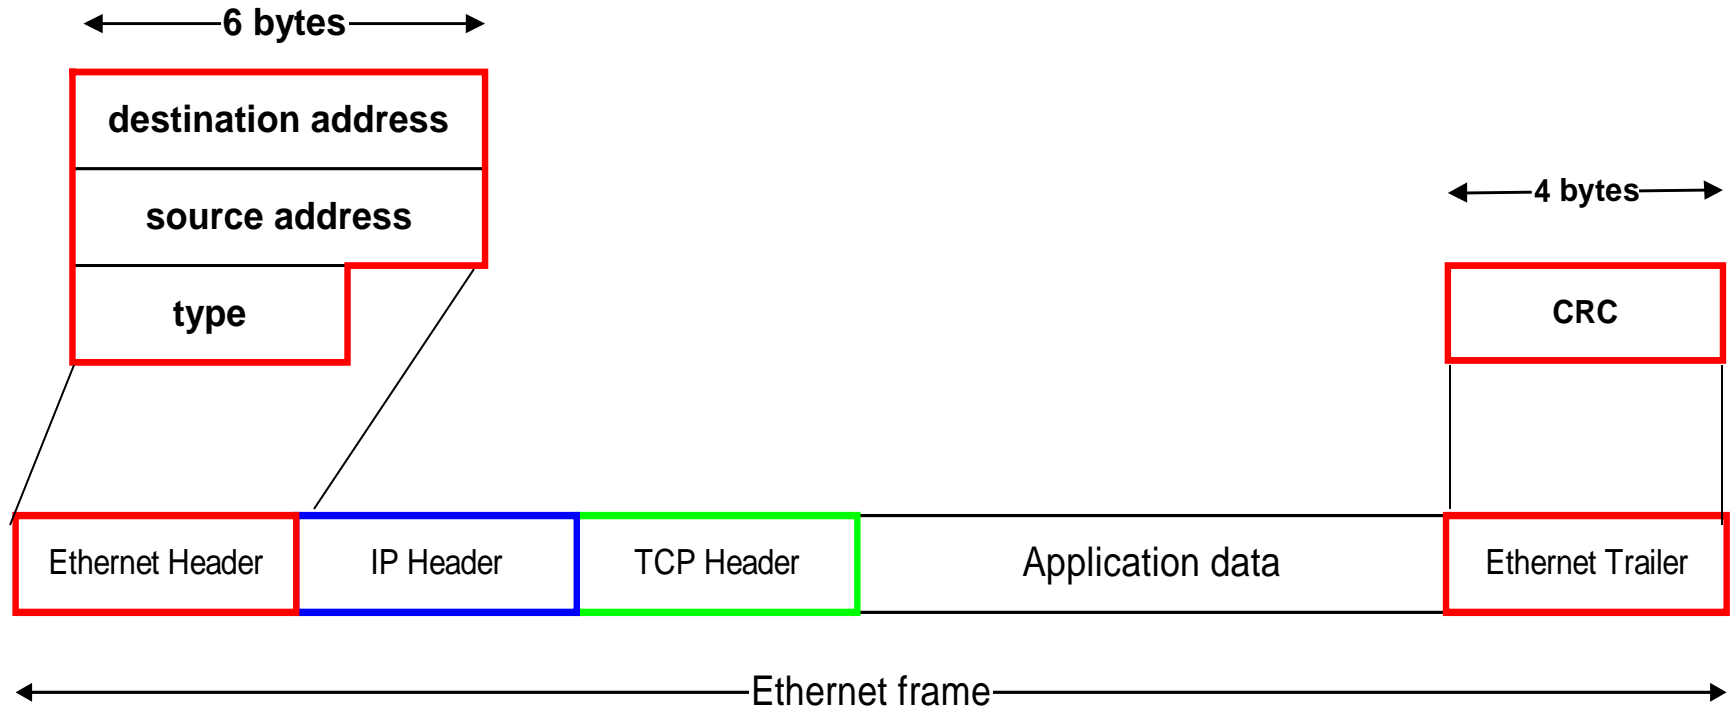 6 bytes
destination address
source address
type
4 bytes
CRC
Ethernet Header
IP Header
TCP Header
Application data
Ethernet Trailer
Ethernet frame